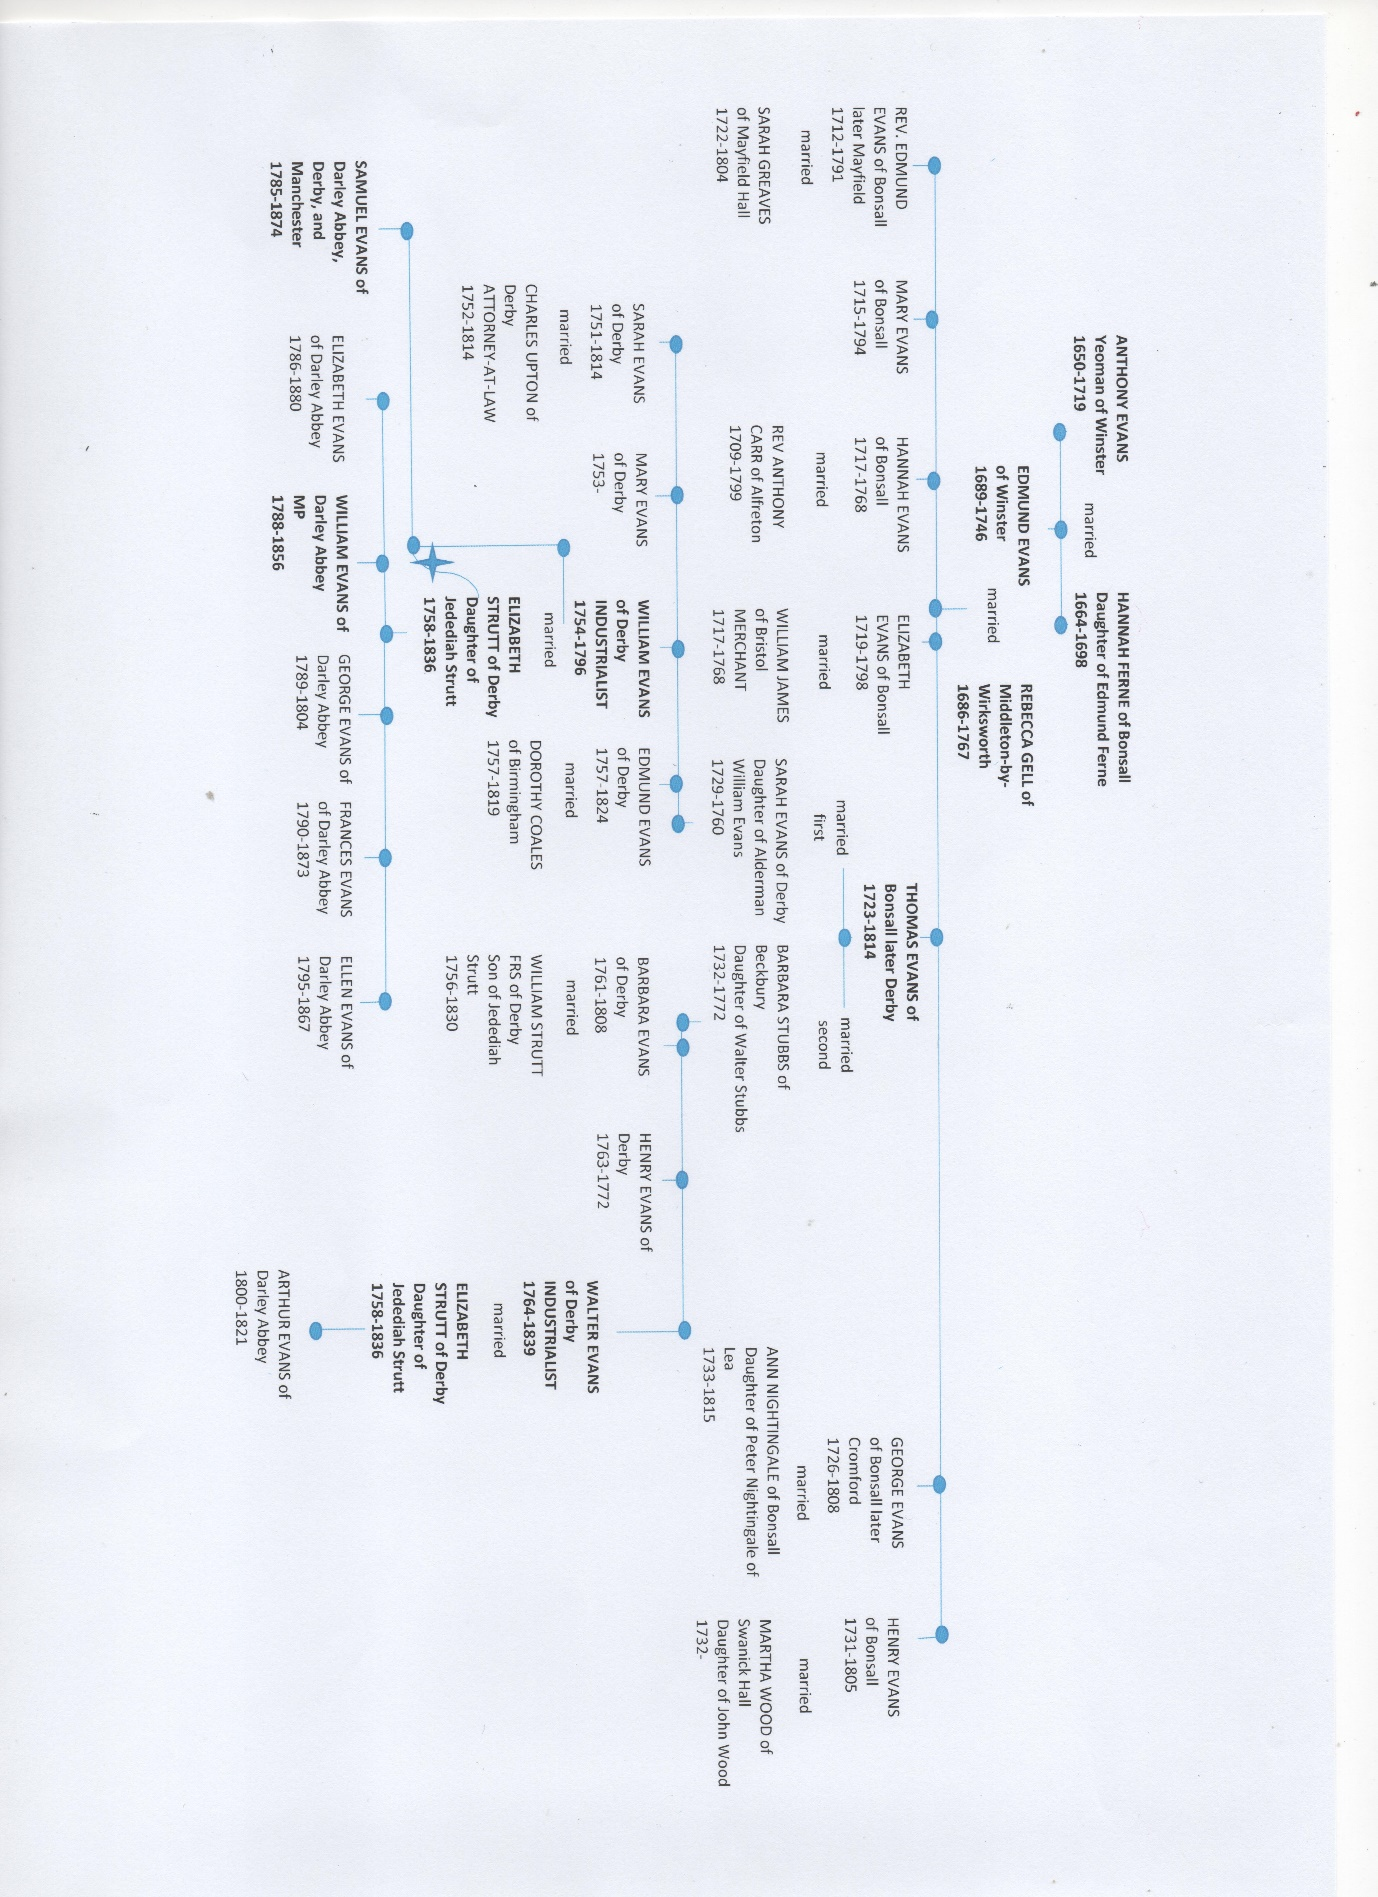 ANTHONY EVANS
Yeoman of Winster
1650-1719
married
HANNAH FERNE of Bonsall
Daughter of Edmund Ferne
1664-1698
EDMUND EVANS
of Winster
1689-1746
married
REBECCA GELL of
Middleton-by-
Wirksworth
1686-1767
REV. EDMUND
EVANS of Bonsall
later Mayfield
1712-1791
married
SARAH GREAVES
of Mayfield Hall
1722-1804
MARY EVANS
of Bonsall
1715-1794
HANNAH EVANS
of Bonsall
1717-1768
married
REV ANTHONY
CARR of Alfreton
1709-1799
ELIZABETH
EVANS of Bonsall
1719-1798
married
WILLIAM JAMES
of Bristol
MERCHANT
1717-1768
THOMAS EVANS of
Bonsall later Derby
1723-1814
married
first
SARAH EVANS of Derby
Daughter of Alderman
William Evans
1729-1760
married
second
BARBARA STUBBS of
Beckbury
Daughter of Walter Stubbs
1732-1772
GEORGE EVANS
of Bonsall later
Cromford
1726-1808
married
ANN NIGHTINGALE of Bonsall
Daughter of Peter Nightingale of
Lea
1733-1815
HENRY EVANS
of Bonsall
1731-1805
married
MARTHA WOOD of
Swanick Hall
Daughter of John Wood
1732-
SARAH EVANS
of Derby
1751-1814
married
CHARLES UPTON of
Derby
ATTORNEY-AT-LAW
1752-1814
MARY EVANS
of Derby
1753-
WILLIAM EVANS
of Derby
INDUSTRIALIST
1754-1796
married
ELIZABETH
STRUTT of Derby
Daughter of
Jedediah Strutt
1758-1836
EDMUND EVANS
of Derby
1757-1824
married
DOROTHY COALES
of Birmingham
1757-1819
BARBARA EVANS
of Derby
1761-1808
married
WILLIAM STRUTT
FRS of Derby
Son of Jedediah
Strutt
1756-1830
HENRY EVANS of
Derby
1763-1772
WALTER EVANS
of Derby
INDUSTRIALIST
1764-1839
married
ELIZABETH
STRUTT of Derby
Daughter of
Jedediah Strutt
1758-1836
SAMUEL EVANS of
Darley Abbey,
Derby, and
Manchester
1785-1874
ELIZABETH EVANS
of Darley Abbey
1786-1880
WILLIAM EVANS of
Darley Abbey
MP
1788-1856
GEORGE EVANS of
Darley Abbey
1789-1804
FRANCES EVANS
of Darley Abbey
1790-1873
ELLEN EVANS of
Darley Abbey
1795-1867
ARTHUR EVANS of
Darley Abbey
1800-1821